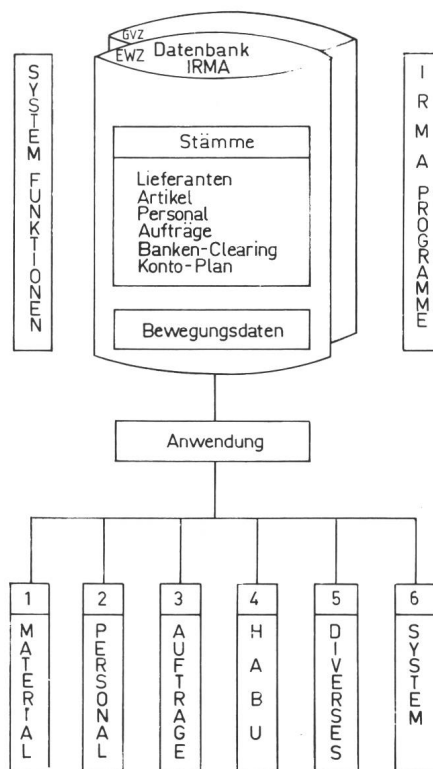 GVZ
EWZ Datenbank
IRMA
SYSTEM FUNKTIONEN
IRMA PROGRAMME
Stämme
Lieferanten
Artikel
Personal
Aufträge
Banken-Clearing
Konto-Plan
Bewegungsdaten
Anwendung
1 2 3 4 5 6
MATERIAL
PERSONAL
AUFTRAGE
HABU
DIVERSES
SYSTEM